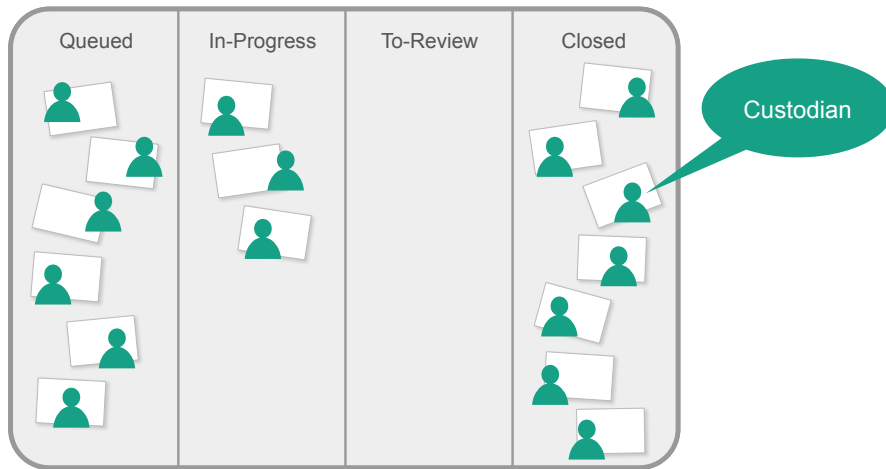 Queued
In-Progress
To-Review
Closed
Custodian